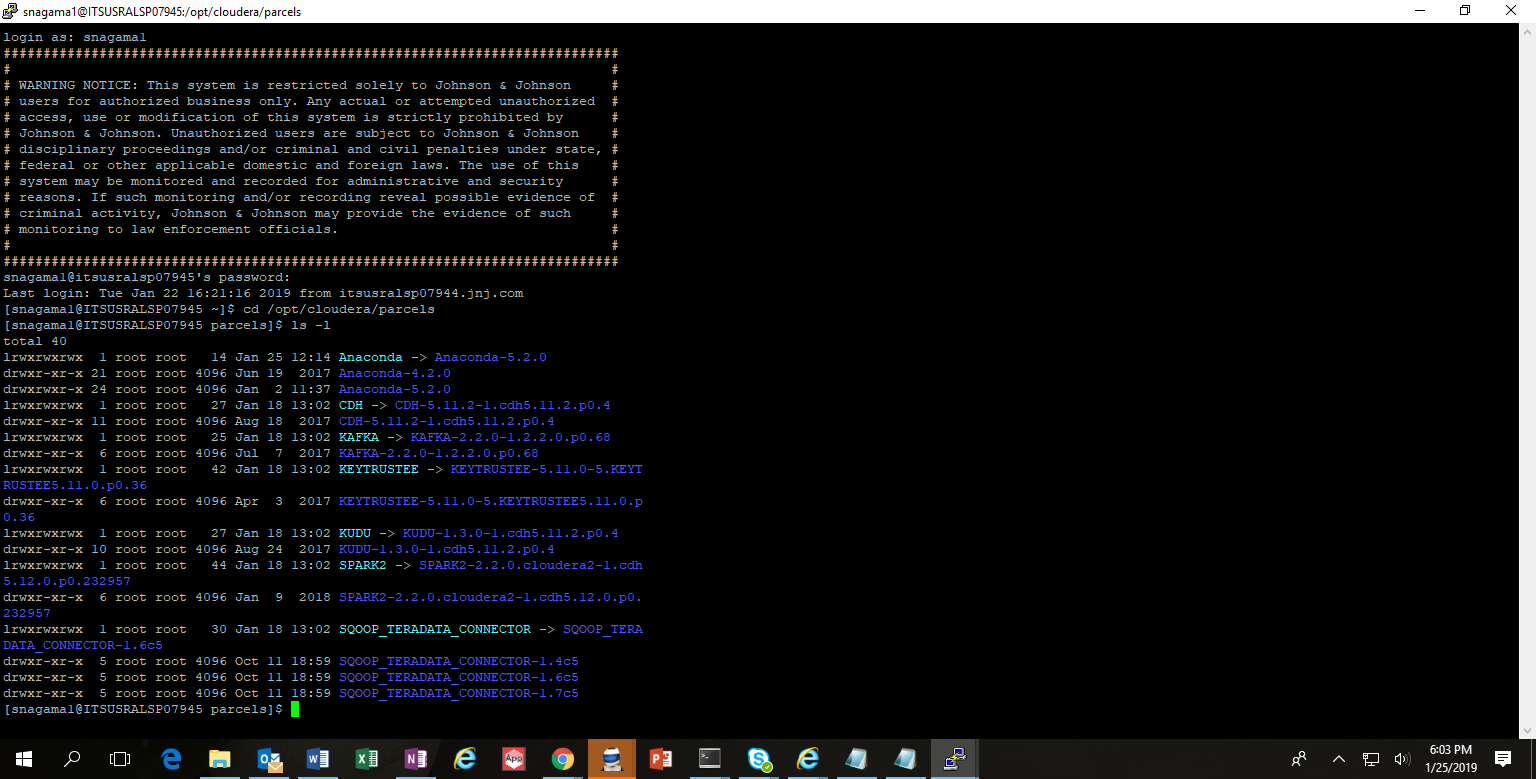 snagama1@ITSUSRALSP07945:/opt/cloudera/parcels
login as: snagama1
#############################################################################
#                                                                           #
# WARNING NOTICE: This system is restricted solely to Johnson & Johnson     #
# users for authorized business only. Any actual or attempted unauthorized  #
# access, use or modification of this system is strictly prohibited by      #
# Johnson & Johnson. Unauthorized users are subject to Johnson & Johnson    #
# disciplinary proceedings and/or criminal and civil penalties under state, #
# federal or other applicable domestic and foreign laws. The use of this    #
# system may be monitored and recorded for administrative and security      #
# reasons. If such monitoring and/or recording reveal possible evidence of  #
# criminal activity, Johnson & Johnson may provide the evidence of such     #
# monitoring to law enforcement officials.                                  #
#                                                                           #
#############################################################################
snagama1@itsusralsp07945's password:
Last login: Tue Jan 22 16:21:16 2019 from itsusralsp07944.jnj.com
[snagama1@ITSUSRALSP07945 ~]$ cd /opt/cloudera/parcels
[snagama1@ITSUSRALSP07945 parcels]$ ls -l
total 40
lrwxrwxrwx  1 root root   14 Jan 25 12:14 Anaconda -> Anaconda-5.2.0
drwxr-xr-x 21 root root 4096 Jun 19  2017 Anaconda-4.2.0
drwxrwxr-x 24 root root 4096 Jan  2 11:37 Anaconda-5.2.0
lrwxrwxrwx  1 root root   27 Jan 18 13:02 CDH -> CDH-5.11.2-1.cdh5.11.2.p0.4
drwxr-xr-x 11 root root 4096 Aug 18  2017 CDH-5.11.2-1.cdh5.11.2.p0.4
lrwxrwxrwx  1 root root   25 Jan 18 13:02 KAFKA -> KAFKA-2.2.0-1.2.2.0.p0.68
drwxr-xr-x  6 root root 4096 Jul  7  2017 KAFKA-2.2.0-1.2.2.0.p0.68
lrwxrwxrwx  1 root root   42 Jan 18 13:02 KEYTRUSTEE -> KEYTRUSTEE-5.11.0-5.KEYT
RUSTEE5.11.0.p0.36
drwxr-xr-x  6 root root 4096 Apr  3  2017 KEYTRUSTEE-5.11.0-5.KEYTRUSTEE5.11.0.p
0.36
lrwxrwxrwx  1 root root   27 Jan 18 13:02 KUDU -> KUDU-1.3.0-1.cdh5.11.2.p0.4
drwxr-xr-x 10 root root 4096 Aug 24  2017 KUDU-1.3.0-1.cdh5.11.2.p0.4
lrwxrwxrwx  1 root root   44 Jan 18 13:02 SPARK2 -> SPARK2-2.2.0.cloudera2-1.cdh
5.12.0.p0.232957
drwxr-xr-x  6 root root 4096 Jan  9  2018 SPARK2-2.2.0.cloudera2-1.cdh5.12.0.p0.
232957
lrwxrwxrwx  1 root root   30 Jan 18 13:02 SQOOP_TERADATA_CONNECTOR -> SQOOP_TERA
DATA_CONNECTOR-1.6c5
drwxr-xr-x  5 root root 4096 Oct 11 18:59 SQOOP_TERADATA_CONNECTOR-1.4c5
drwxr-xr-x  5 root root 4096 Oct 11 18:59 SQOOP_TERADATA_CONNECTOR-1.6c5
drwxr-xr-x  5 root root 4096 Oct 11 18:59 SQOOP_TERADATA_CONNECTOR-1.7c5
[snagama1@ITSUSRALSP07945 parcels]$
App
6:03 PM
1/25/2019